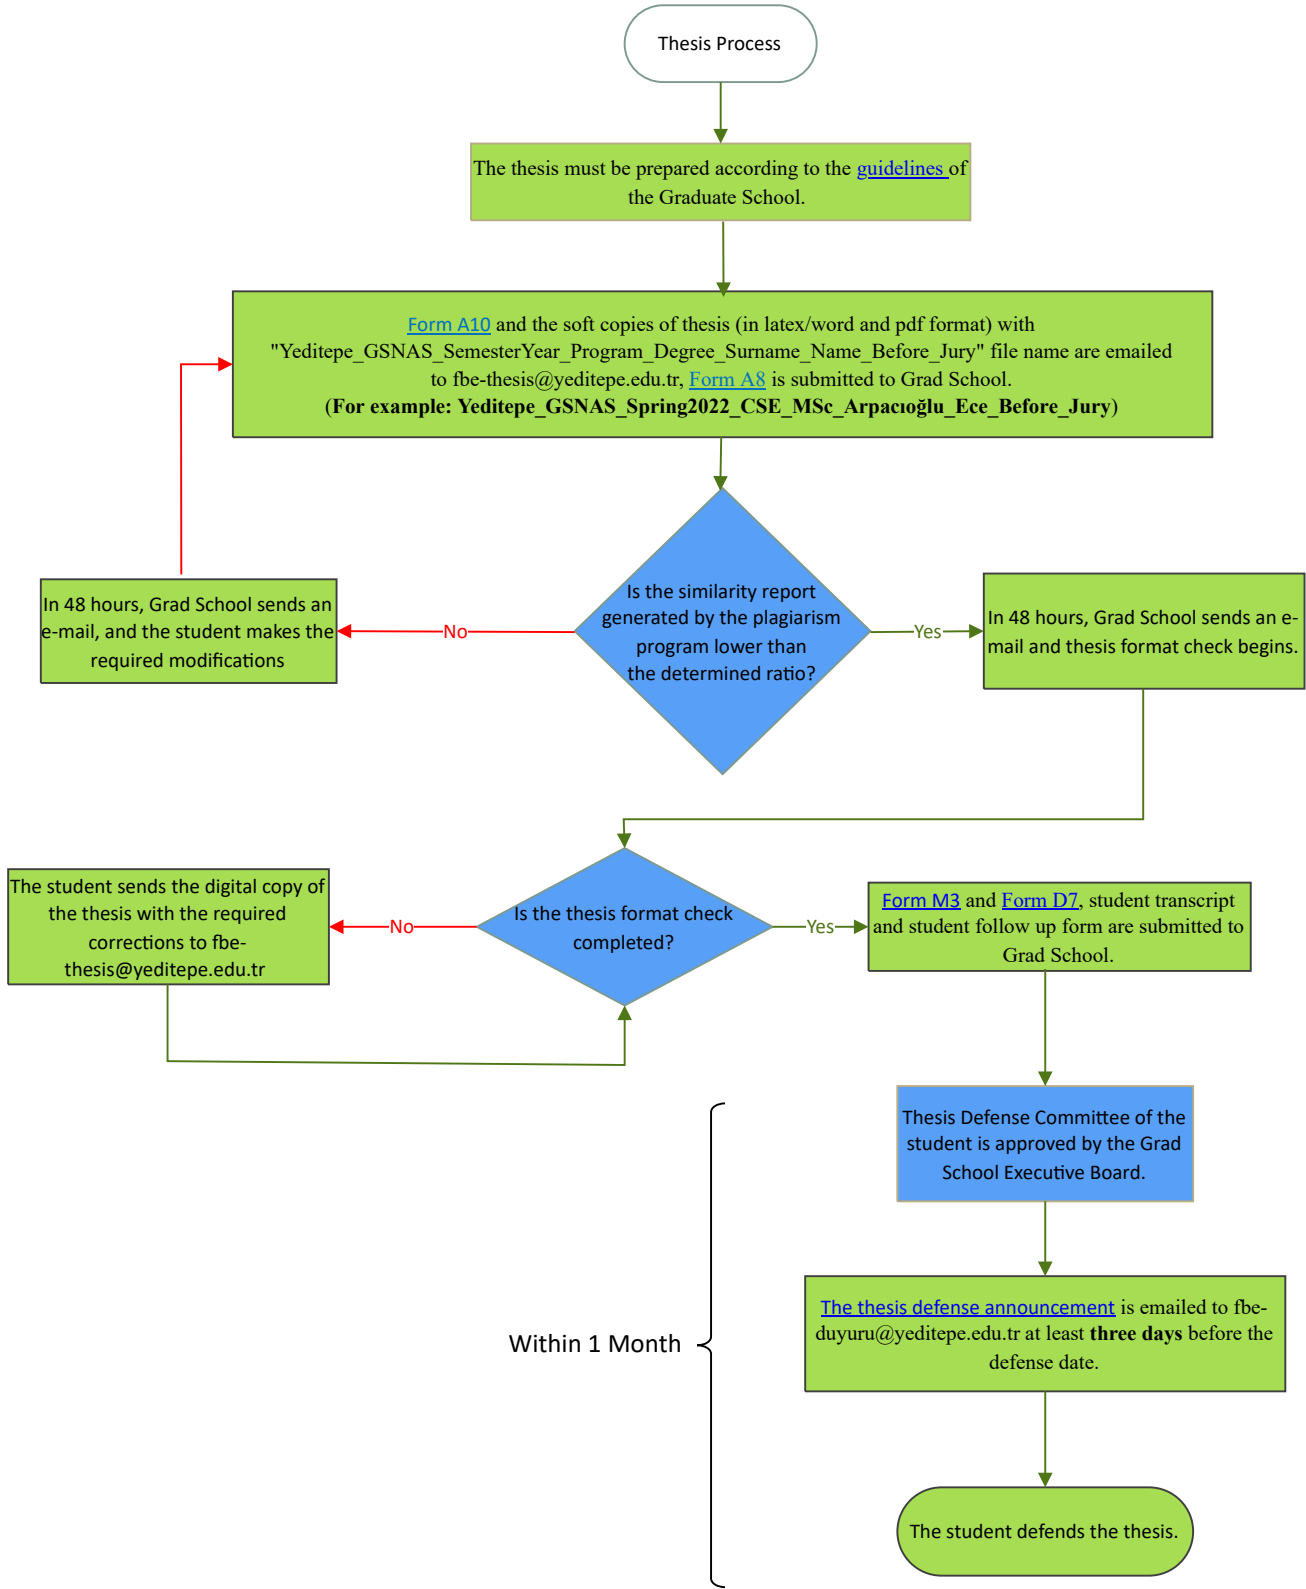 Thesis Process
The thesis must be prepared according to the guidelines of
the Graduate School.
Form A10 and the soft copies of thesis (in latex/word and pdf format) with
"Yeditepe_GSNAS_SemesterYear_Program_Degree_Surname_Name_Before_Jury" file name are emailed
to fbe-thesis@yeditepe.edu.tr, Form A8 is submitted to Grad School.
(For example: Yeditepe_GSNAS_Spring2022_CSE_MSc_Arpacıoğlu_Ece_Before_Jury)
In 48 hours, Grad School sends an
e-mail, and the student makes the
required modifications
No
Is the similarity report
generated by the plagiarism
program lower than
the determined ratio?
Yes
In 48 hours, Grad School sends an e-
mail and thesis format check begins.
The student sends the digital copy of
the thesis with the required
corrections to fbe-
thesis@yeditepe.edu.tr
No
Is the thesis format check
completed?
Yes
Form M3 and Form D7, student transcript
and student follow up form are submitted to
Grad School.
Thesis Defense Committee of the
student is approved by the Grad
School Executive Board.
Within 1 Month
The thesis defense announcement is emailed to fbe-
duyuru@yeditepe.edu.tr at least three days before the
defense date.
The student defends the thesis.